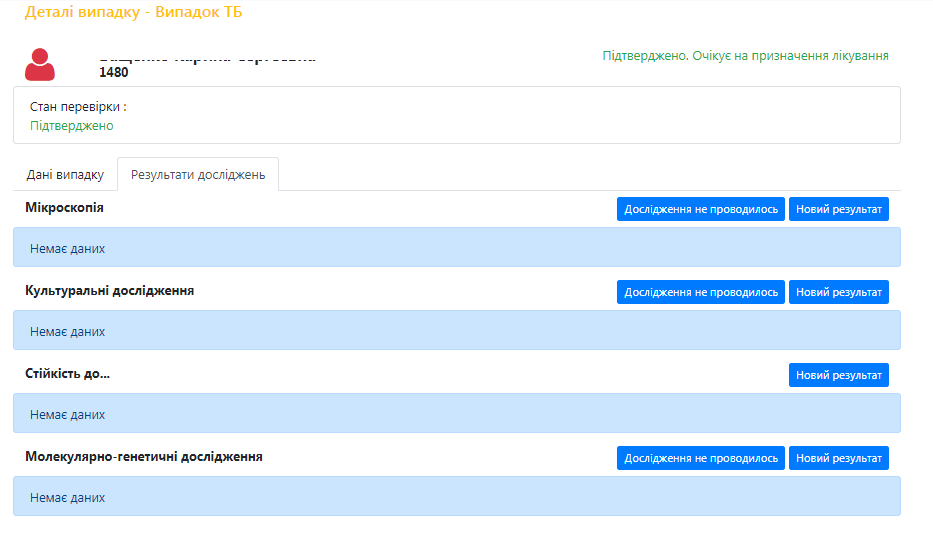 Деталі випадку - Випадок ТБ
Підтверджено. Очікує на призначення лікування
1480
Стан перевірки :
Підтверджено
Дані випадку
Результати досліджень
Мікроскопія
Дослідження не проводилось
Новий результат
Немає даних
Культуральні дослідження
Дослідження не проводилось
Новий результат
Немає даних
Стійкість до...
Новий результат
Немає даних
Молекулярно-генетичні дослідження
Дослідження не проводилось
Новий результат
Немає даних